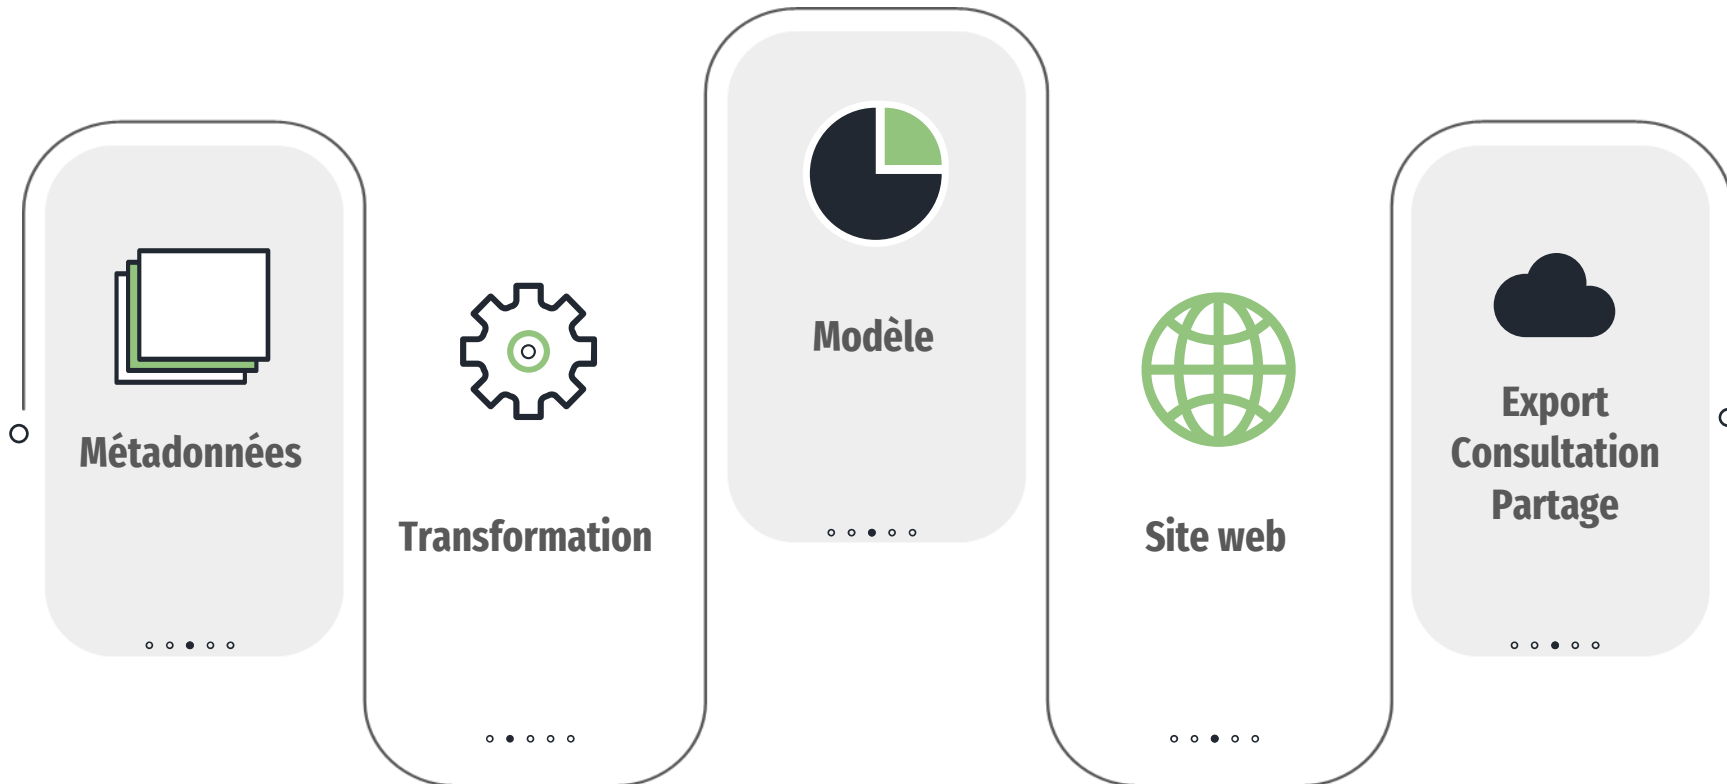 Métadonnées
Transformation
Modèle
Site web
Export
Consultation
Partage